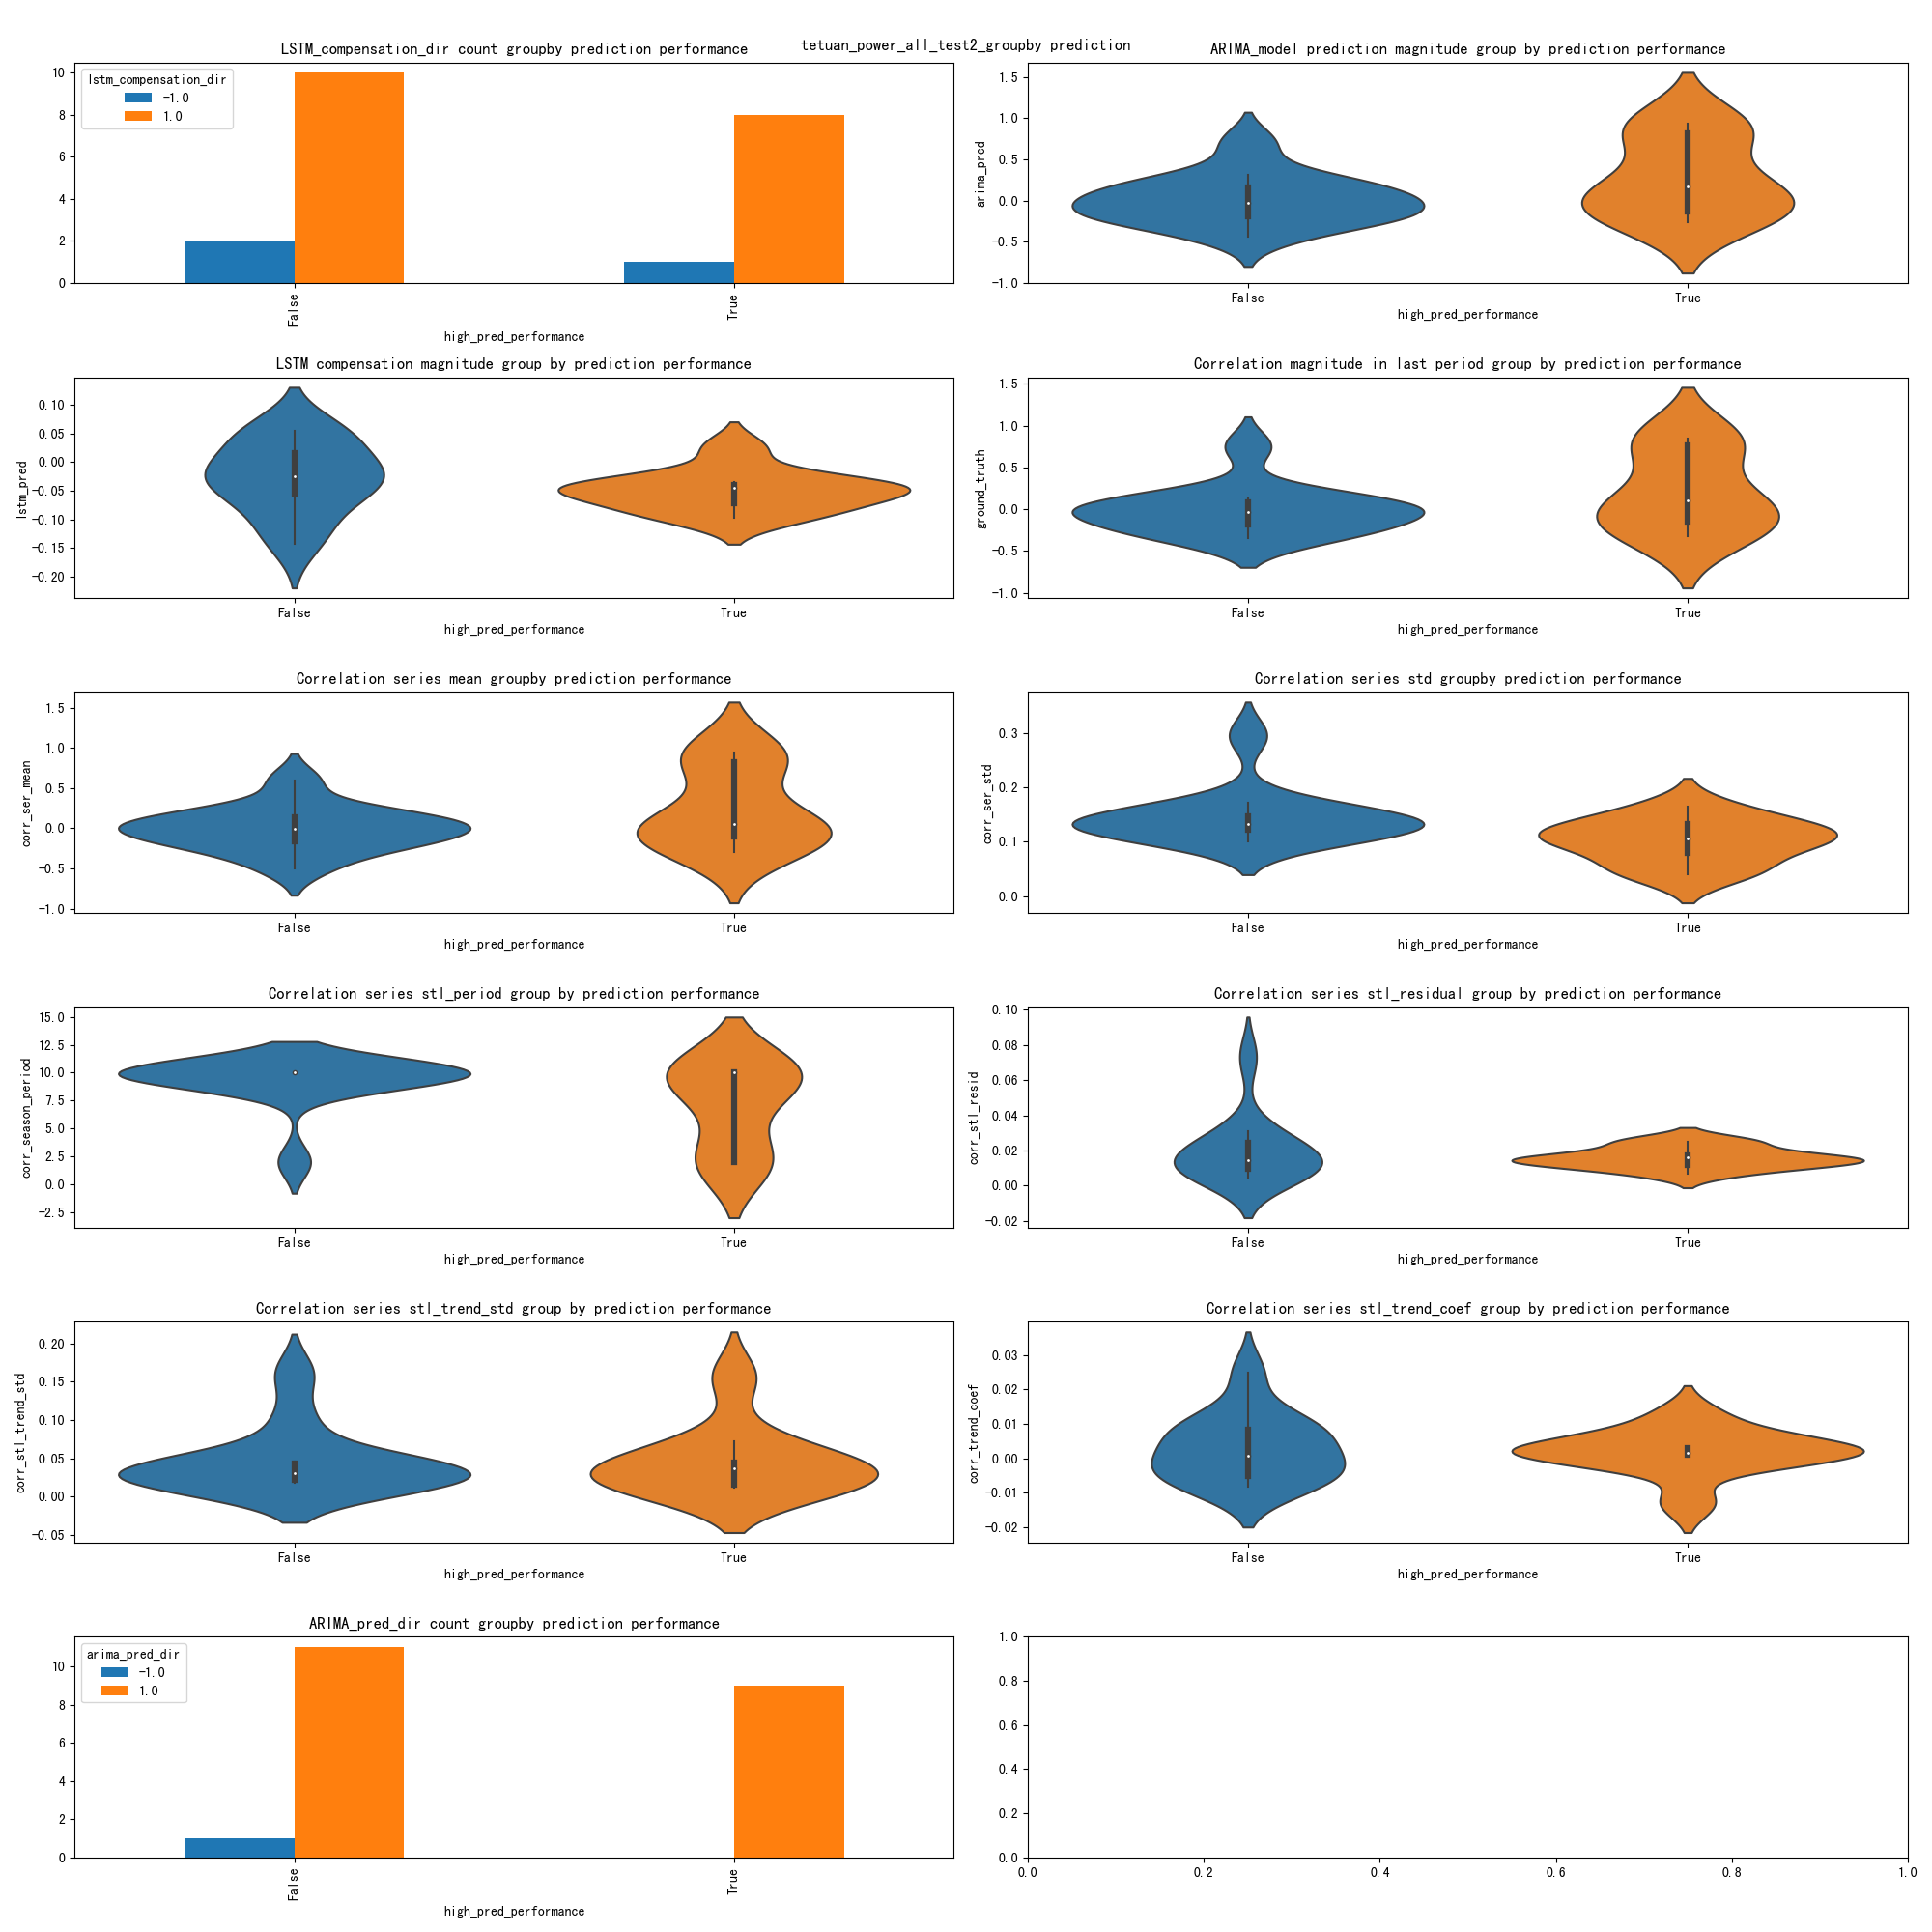 tetuan_power_all_test2_groupby prediction
LSTM_compensation_dir count groupby prediction performance
lstm_compensation_dir
-1.0
1.0
10
8
6
4
2
0
False
True
high_pred_performance
ARIMA_model prediction magnitude group by prediction performance
arima_pred
1.5
1.0
0.5
0.0
-0.5
-1.0
False
True
high_pred_performance
LSTM compensation magnitude group by prediction performance
lstm_pred
0.10
0.05
0.00
-0.05
-0.10
-0.15
-0.20
False
True
high_pred_performance
Correlation magnitude in last period group by prediction performance
ground_truth
1.5
1.0
0.5
0.0
-0.5
-1.0
False
True
high_pred_performance
Correlation series mean groupby prediction performance
corr_ser_mean
1.5
1.0
0.5
0.0
-0.5
-1.0
False
True
high_pred_performance
Correlation series std groupby prediction performance
corr_ser_std
0.3
0.2
0.1
0.0
False
True
high_pred_performance
Correlation series stl_period group by prediction performance
corr_season_period
15.0
12.5
10.0
7.5
5.0
2.5
0.0
-2.5
False
True
high_pred_performance
Correlation series stl_residual group by prediction performance
corr_stl_resid
0.10
0.08
0.06
0.04
0.02
0.00
-0.02
False
True
high_pred_performance
Correlation series stl_trend_std group by prediction performance
corr_stl_trend_std
0.20
0.15
0.10
0.05
0.00
-0.05
False
True
high_pred_performance
Correlation series stl_trend_coef group by prediction performance
corr_trend_coef
0.03
0.02
0.01
0.00
-0.01
-0.02
False
True
high_pred_performance
ARIMA_pred_dir count groupby prediction performance
arima_pred_dir
-1.0
1.0
10
8
6
4
2
0
False
True
high_pred_performance
1.0
0.8
0.6
0.4
0.2
0.0
0.0
0.2
0.4
0.6
0.8
1.0